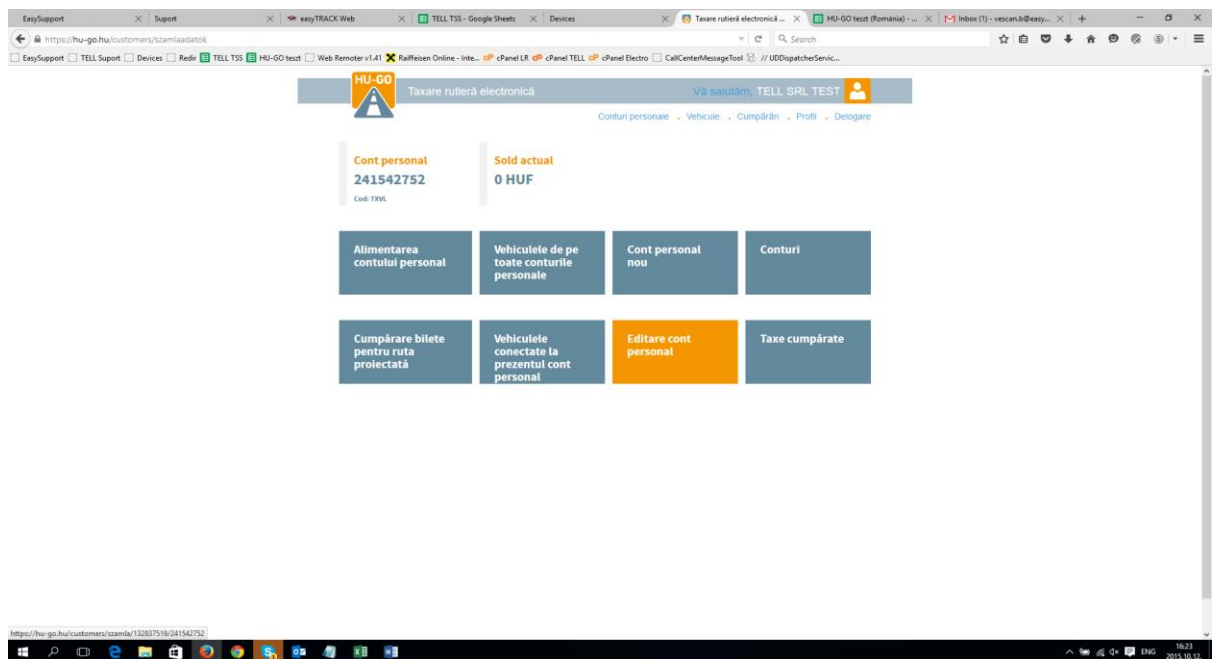 EasySupport
Suport
easyTRACK Web
TELL TSS - Google Sheets
Devices
Taxare rutieră electronică ...
HU-GO teszt (Románia) - ...
Inbox (1) - vescan.b@easy...
https://hu-go.hu/customers/szamlaadatok
Search
EasySupport TELL Suport Devices Redir TELL TSS HU-GO teszt Web Remoter v1.41 Raiffeisen Online - Inte... cPanel LR cPanel TELL cPanel Electro CallCenterMessageTool // UDDispatcherServic...
HU-GO
Taxare rutieră electronică
Vă salutăm, TELL SRL TEST
Conturi personale . Vehicule . Cumpărări . Profil . Delogare
Cont personal
241542752
Cod: TXVL
Sold actual
0 HUF
Alimentarea
contului personal
Vehiculele de pe
toate conturile
personale
Cont personal
nou
Conturi
Cumpărare bilete
pentru ruta
proiectată
Vehiculele
conectate la
prezentul cont
personal
Editare cont
personal
Taxe cumpărate
https://hu-go.hu/customers/szamla/132837519/241542752
ENG
16:23
2015.10.12.